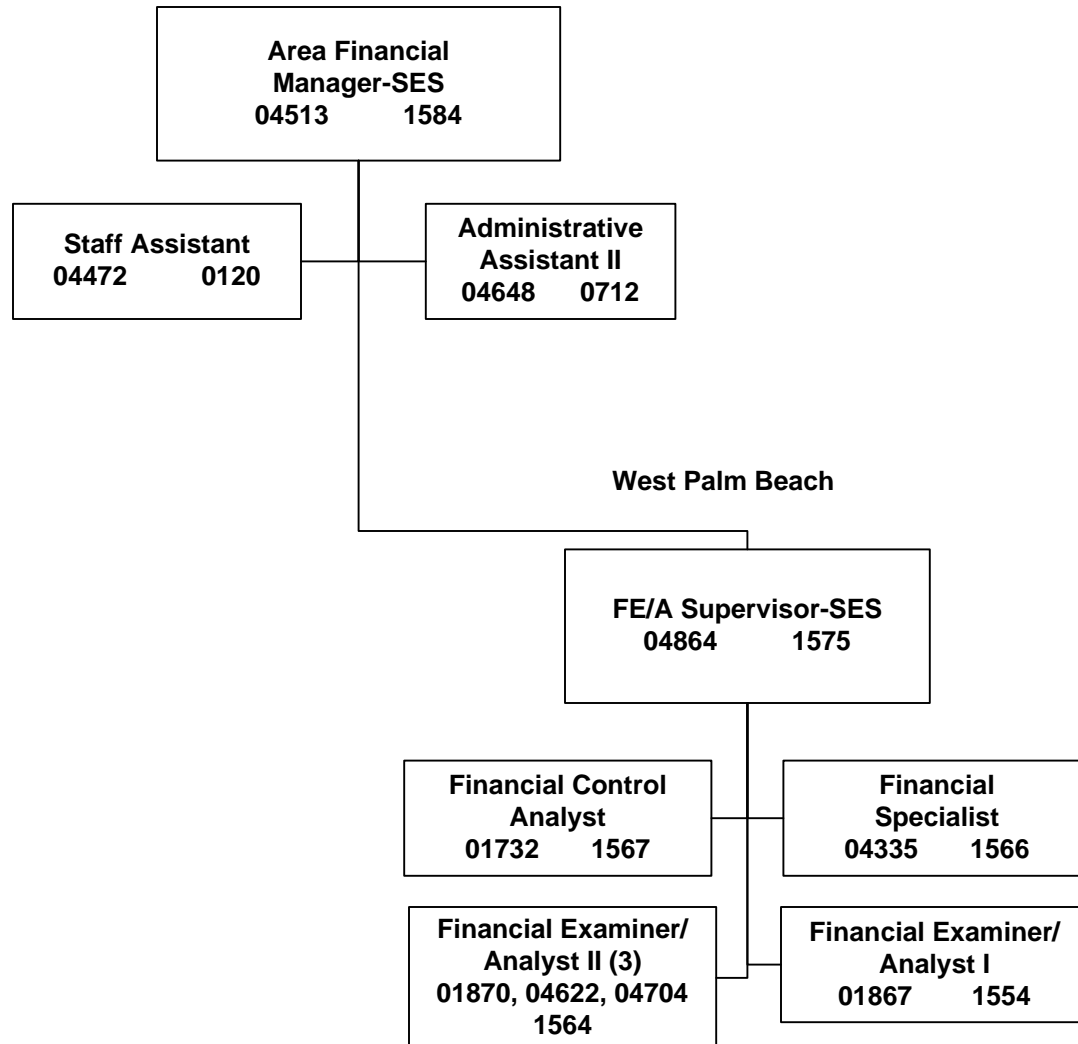 Area Financial
Manager-SES
04513 1584
Staff Assistant
04472 0120
Administrative
Assistant II
04648 0712
West Palm Beach
FE/A Supervisor-SES
04864 1575
Financial Control
Analyst
01732 1567
Financial
Specialist
04335 1566
Financial Examiner/
Analyst II (3)
01870, 04622, 04704
1564
Financial Examiner/
Analyst I
01867 1554